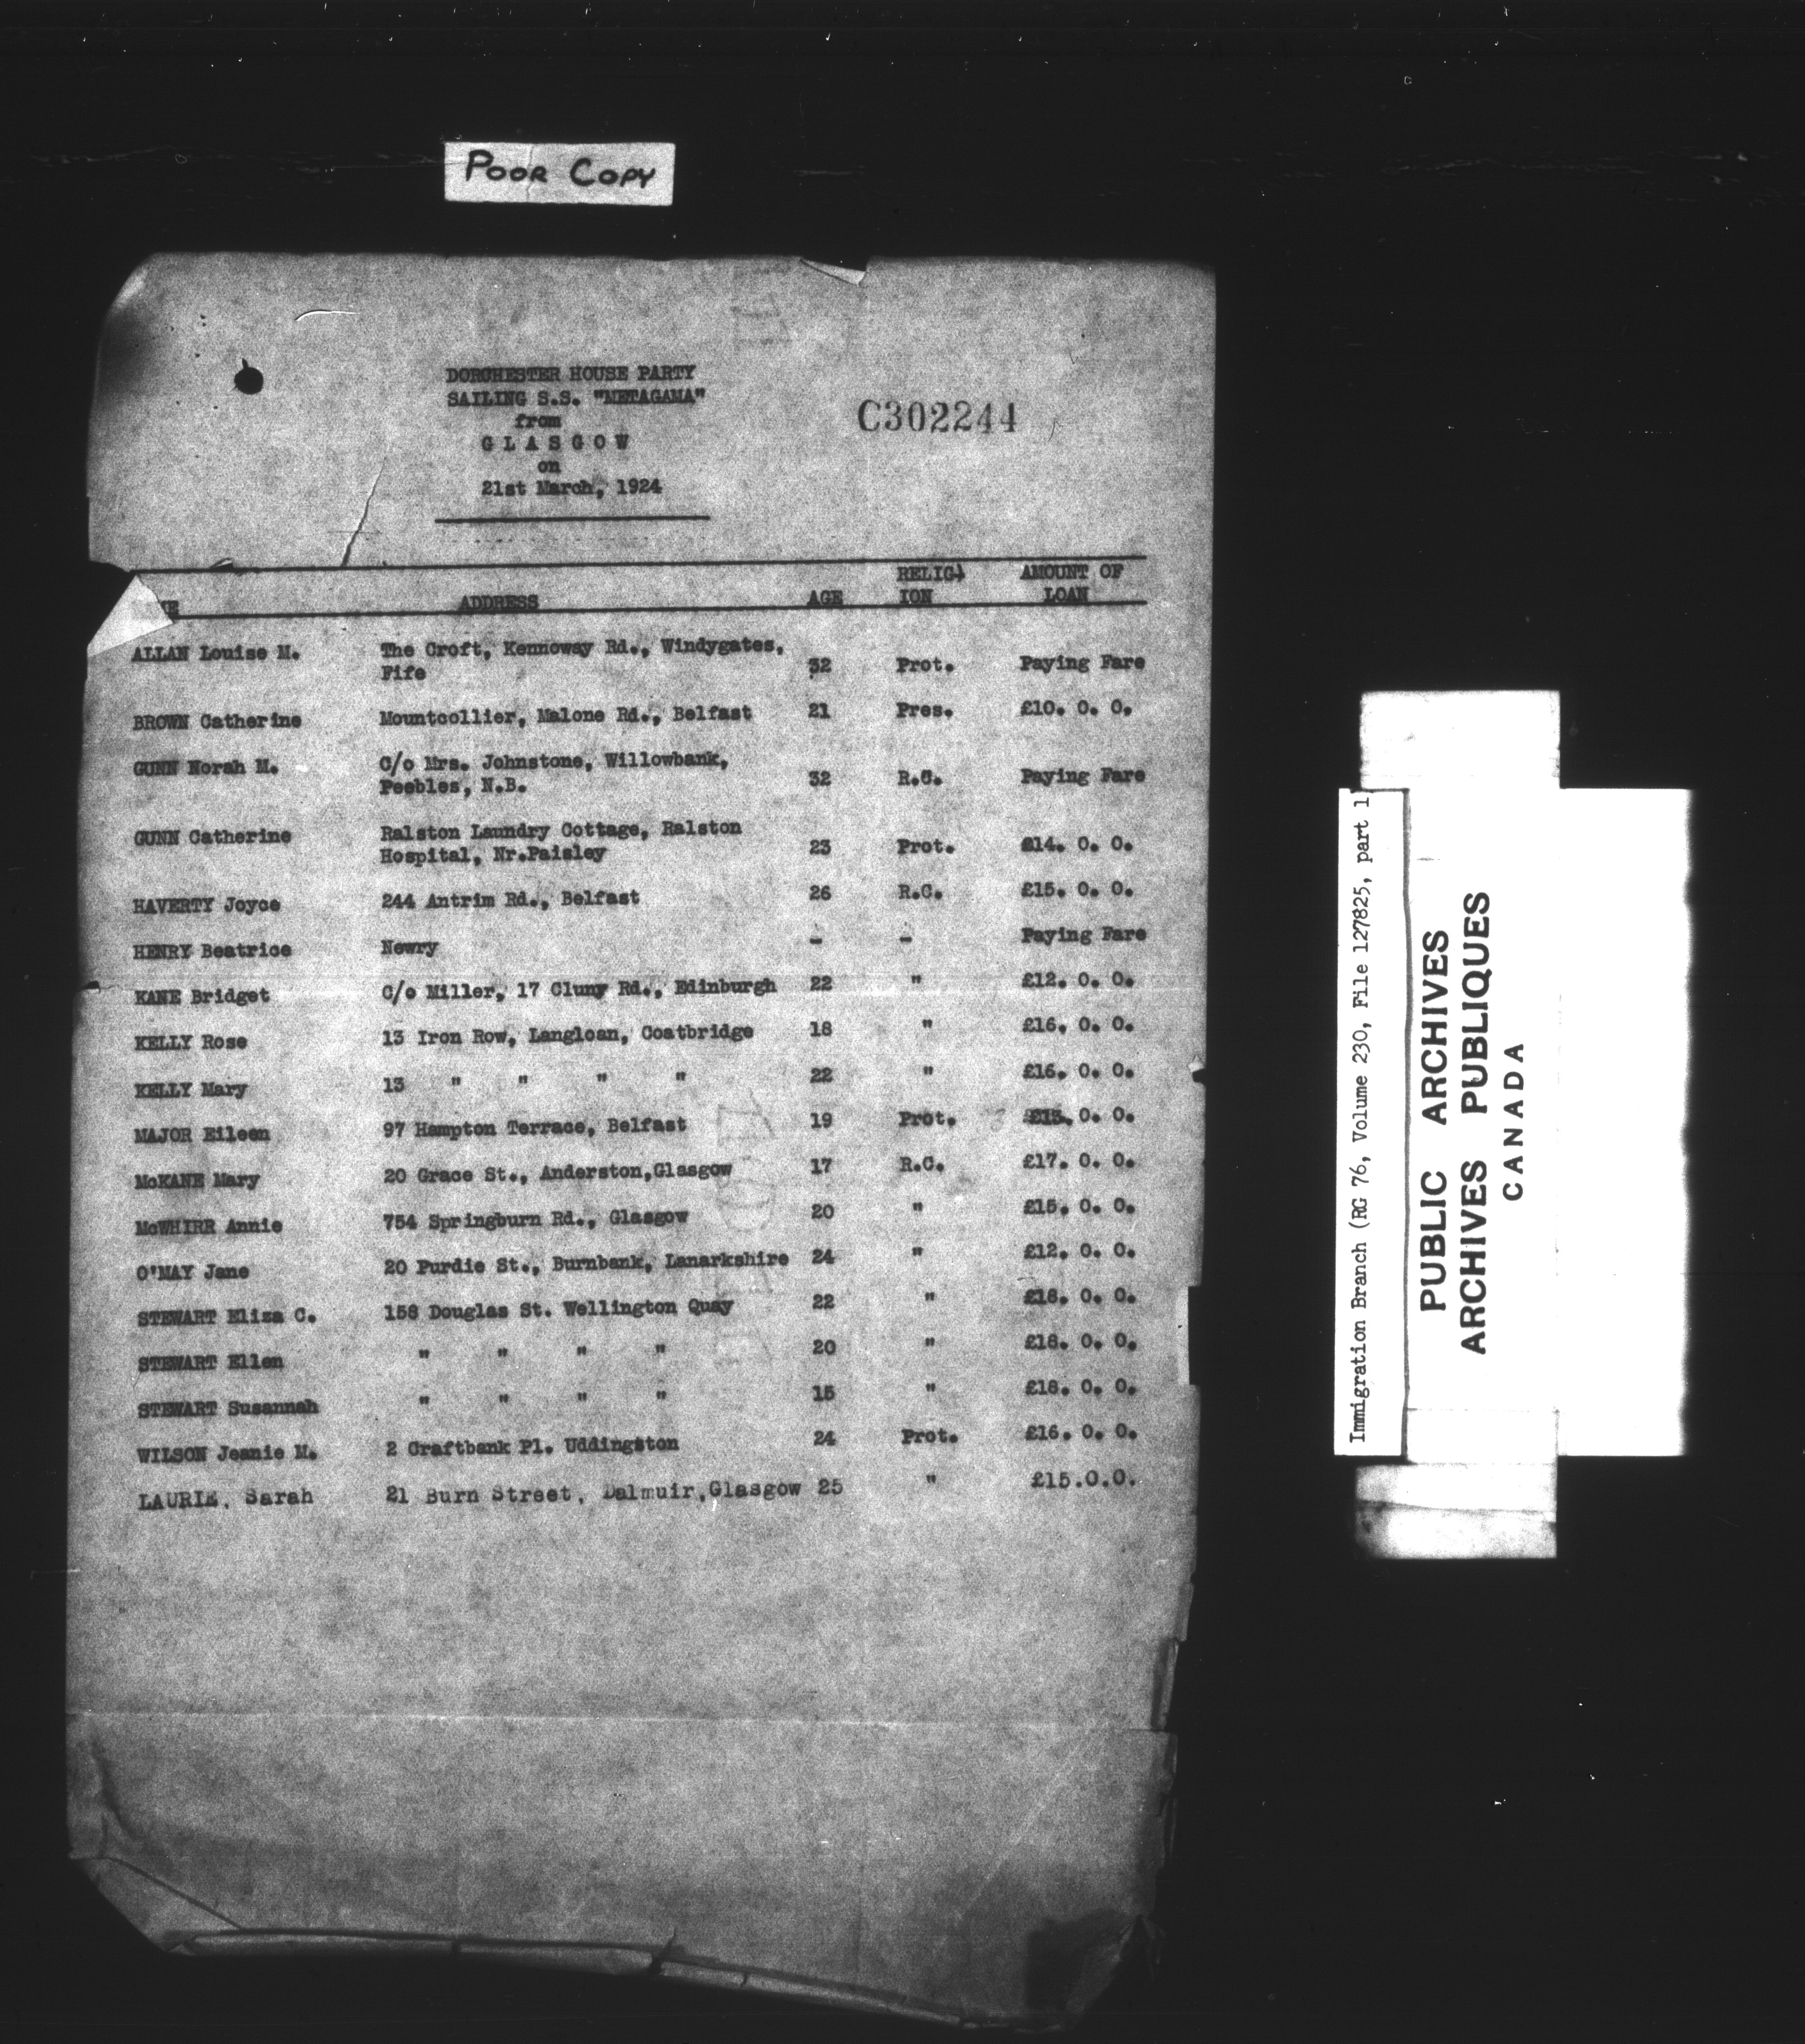 POOR COPY
DORCHESTER HOUSE PARTY
SAILING S.S. "METAGAMA"
from
G L A S G O W
on
21st March, 1924
C302244
RELIG- AMOUNT OF
ADDRESS AGE ION LOAN
ALLAN Louise M. The Croft, Kennoway Rd., Windygates,
Fife 32 Prot. Paying Fare
BROWN Catherine Mountcollier, Malone Rd., Belfast 21 Pres. £10. 0. 0.
GUNN Norah M. C/o Mrs. Johnstone, Willowbank,
Peebles, N.B. 32 R.C. Paying Fare
GUNN Catherine Ralston Laundry Cottage, Ralston
Hospital, Nr.Paisley 23 Prot. £14. 0. 0.
HAVERTY Joyce 244 Antrim Rd., Belfast 26 R.C. £15. 0. 0.
HENRY Beatrice Newry - - Paying Fare
KANE Bridget C/o Miller, 17 Cluny Rd., Edinburgh 22 " £12. 0. 0.
KELLY Rose 13 Iron Row, Langloan, Coatbridge 18 " £16. 0. 0.
KELLY Mary 13 " " " " 22 " £16. 0. 0.
MAJOR Eileen 97 Hampton Terrace, Belfast 19 Prot. 0. 0.
McKANE Mary 20 Grace St., Anderston,Glasgow 17 R.C. £17. 0. 0.
McWHIRR Annie 754 Springburn Rd., Glasgow 20 " £15. 0. 0.
O'MAY Jane 20 Purdie St., Burnbank, Lanarkshire 24 " £12. 0. 0.
STEWART Eliza C. 158 Douglas St. Wellington Quay 22 " £18. 0. 0.
STEWART Ellen " " " " 20 " £18. 0. 0.
STEWART Susannah " " " " 15 " £18. 0. 0.
WILSON Jeanie M. 2 Craftbank Pl. Uddingston 24 Prot. £16. 0. 0.
LAURIE, Sarah 21 Burn Street, Dalmuir,Glasgow 25 " £15.0.0.
Immigration Branch (RG 76, Volume 230, File 127825, part 1
PUBLIC ARCHIVES
ARCHIVES PUBLIQUES
CANADA